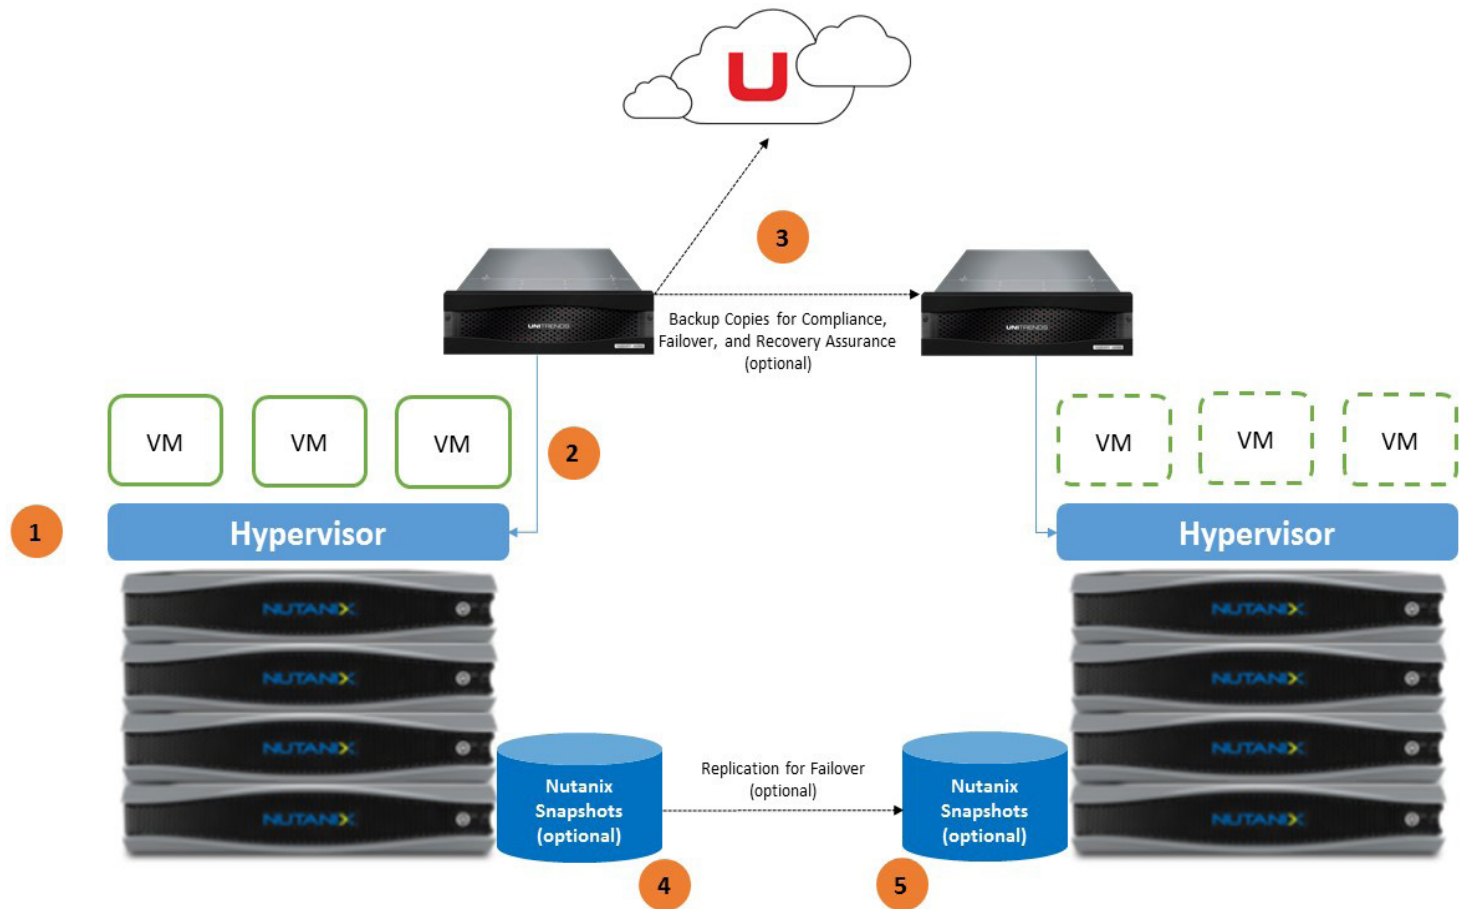 U
3
UNITRENDS
UNITRENDS
Backup Copies for Compliance,
Failover, and Recovery Assurance
(optional)
VM
VM
VM
2
VM
VM
VM
1
Hypervisor
Hypervisor
NUTANIX
NUTANIX
NUTANIX
NUTANIX
NUTANIX
NUTANIX
NUTANIX
NUTANIX
Nutanix
Snapshots
(optional)
Replication for Failover
(optional)
Nutanix
Snapshots
(optional)
4
5